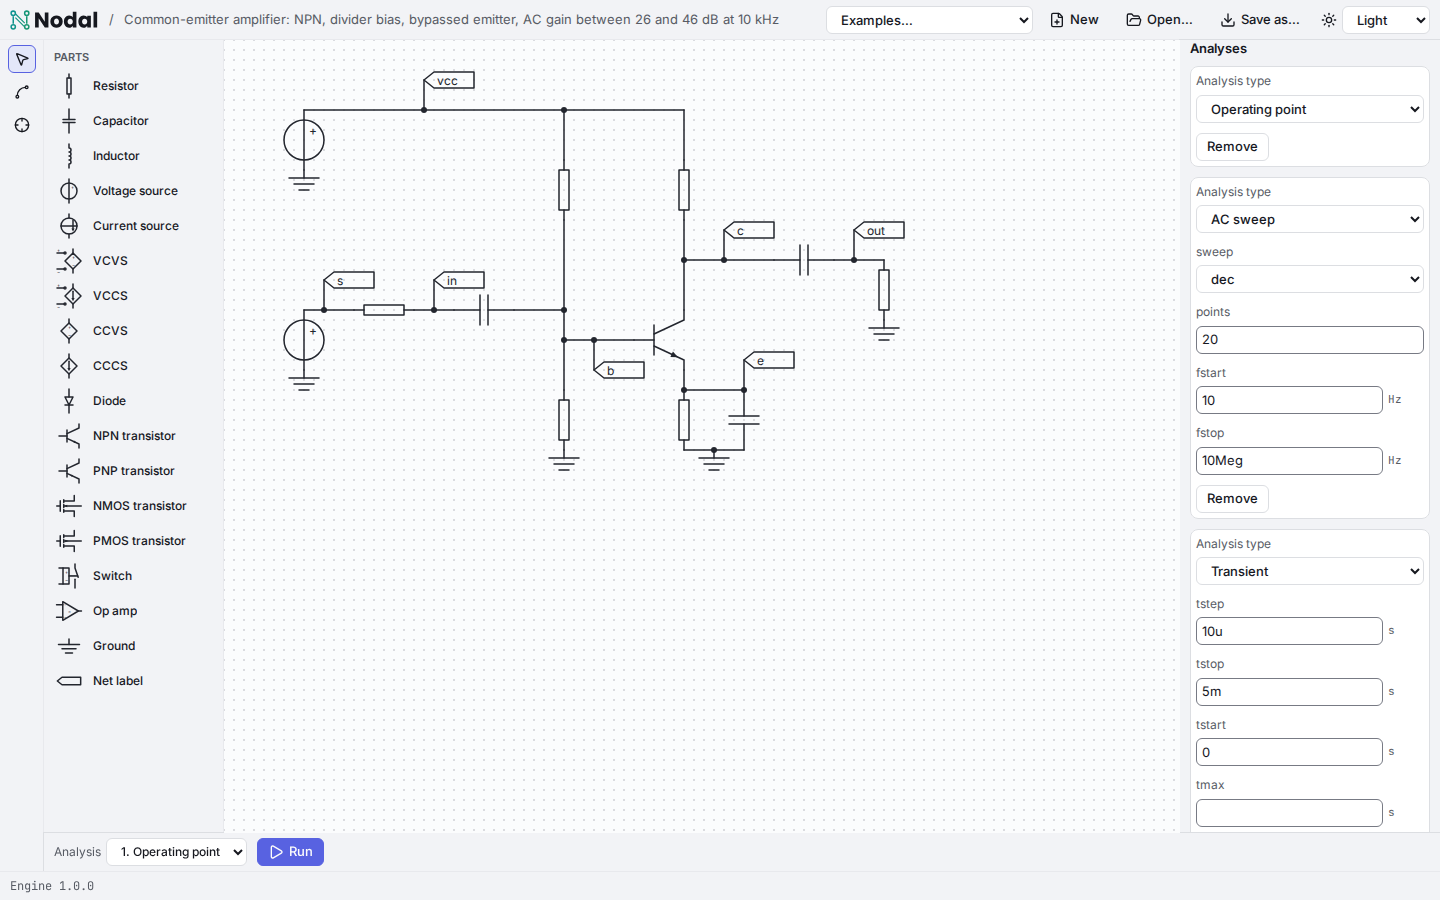 Nodal / Common-emitter amplifier: NPN, divider bias, bypassed emitter, AC gain between 26 and 46 dB at 10 kHz Examples... New Open... Save as... Light
PARTS
Resistor
Capacitor
Inductor
Voltage source
Current source
VCVS
VCCS
CCVS
CCCS
Diode
NPN transistor
PNP transistor
NMOS transistor
PMOS transistor
Switch
Op amp
Ground
Net label
vcc
+
c
out
s
in
+
b
e
Analyses
Analysis type
Operating point
Remove
Analysis type
AC sweep
sweep
dec
points
20
fstart
10 Hz
fstop
10Meg Hz
Remove
Analysis type
Transient
tstep
10u s
tstop
5m s
tstart
0 s
tmax
s
Analysis 1. Operating point Run
Engine 1.0.0